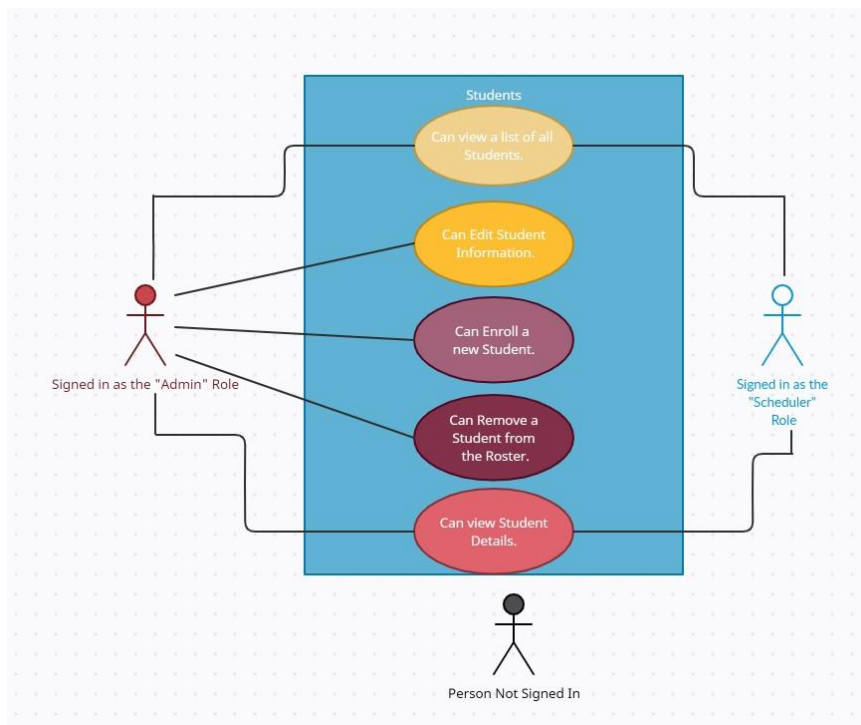 Students
Can view a list of all
Students.
Can Edit Student
Information.
Can Enroll a
new Student.
Can Remove a
Student from
the Roster.
Can view Student
Details.
Signed in as the "Admin" Role
Signed in as the
"Scheduler"
Role
Person Not Signed In